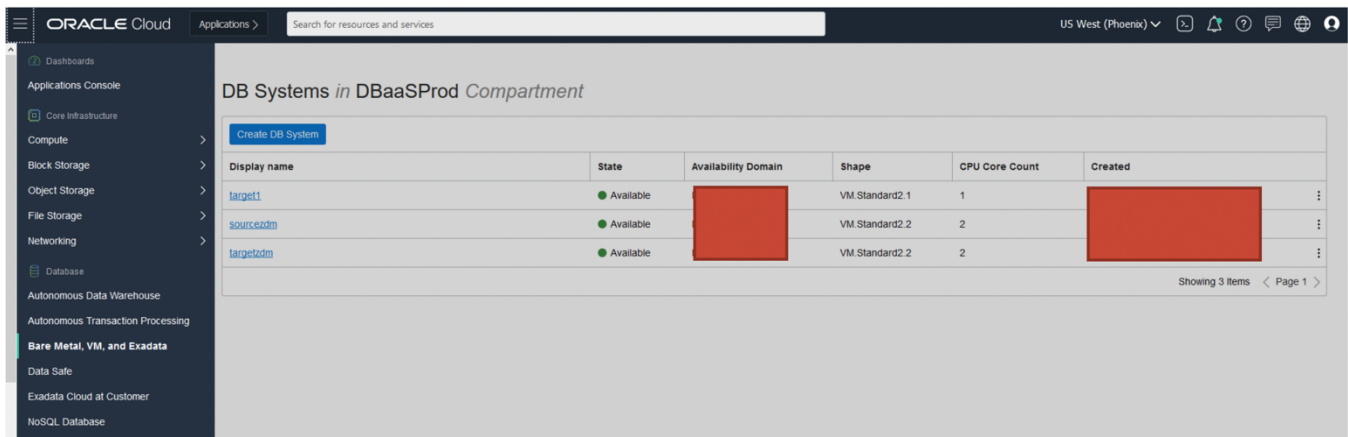 ORACLE Cloud Applications > Search for resources and services US West (Phoenix)
Dashboards
Applications Console
Core Infrastructure
Compute
Block Storage
Object Storage
File Storage
Networking
Database
Autonomous Data Warehouse
Autonomous Transaction Processing
Bare Metal, VM, and Exadata
Data Safe
Exadata Cloud at Customer
NoSQL Database
DB Systems in DBaaSProd Compartment
Create DB System
Display name State Availability Domain Shape CPU Core Count Created
target1 Available VM.Standard2.1 1
sourcezdm Available VM.Standard2.2 2
targetzdm Available VM.Standard2.2 2
Showing 3 Items < Page 1 >